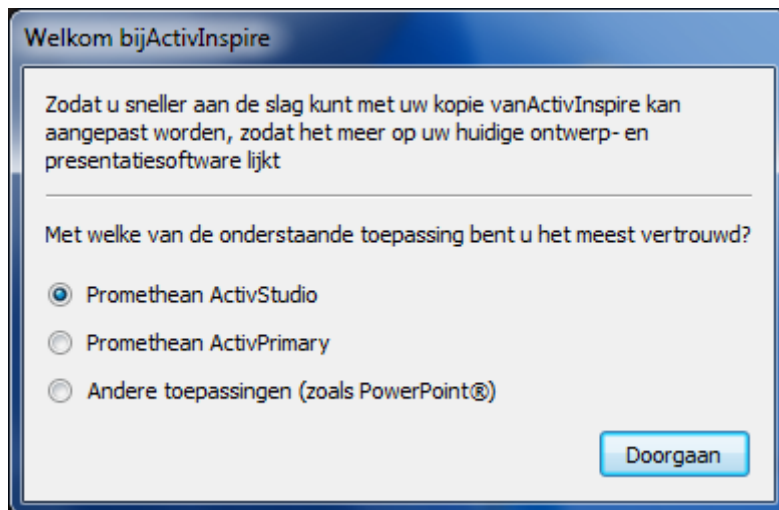 Welkom bijActivInspire
Zodat u sneller aan de slag kunt met uw kopie vanActivInspire kan
aangepast worden, zodat het meer op uw huidige ontwerp- en
presentatiesoftware lijkt
Met welke van de onderstaande toepassing bent u het meest vertrouwd?
Promethean ActivStudio
Promethean ActivPrimary
Andere toepassingen (zoals PowerPoint®)
Doorgaan